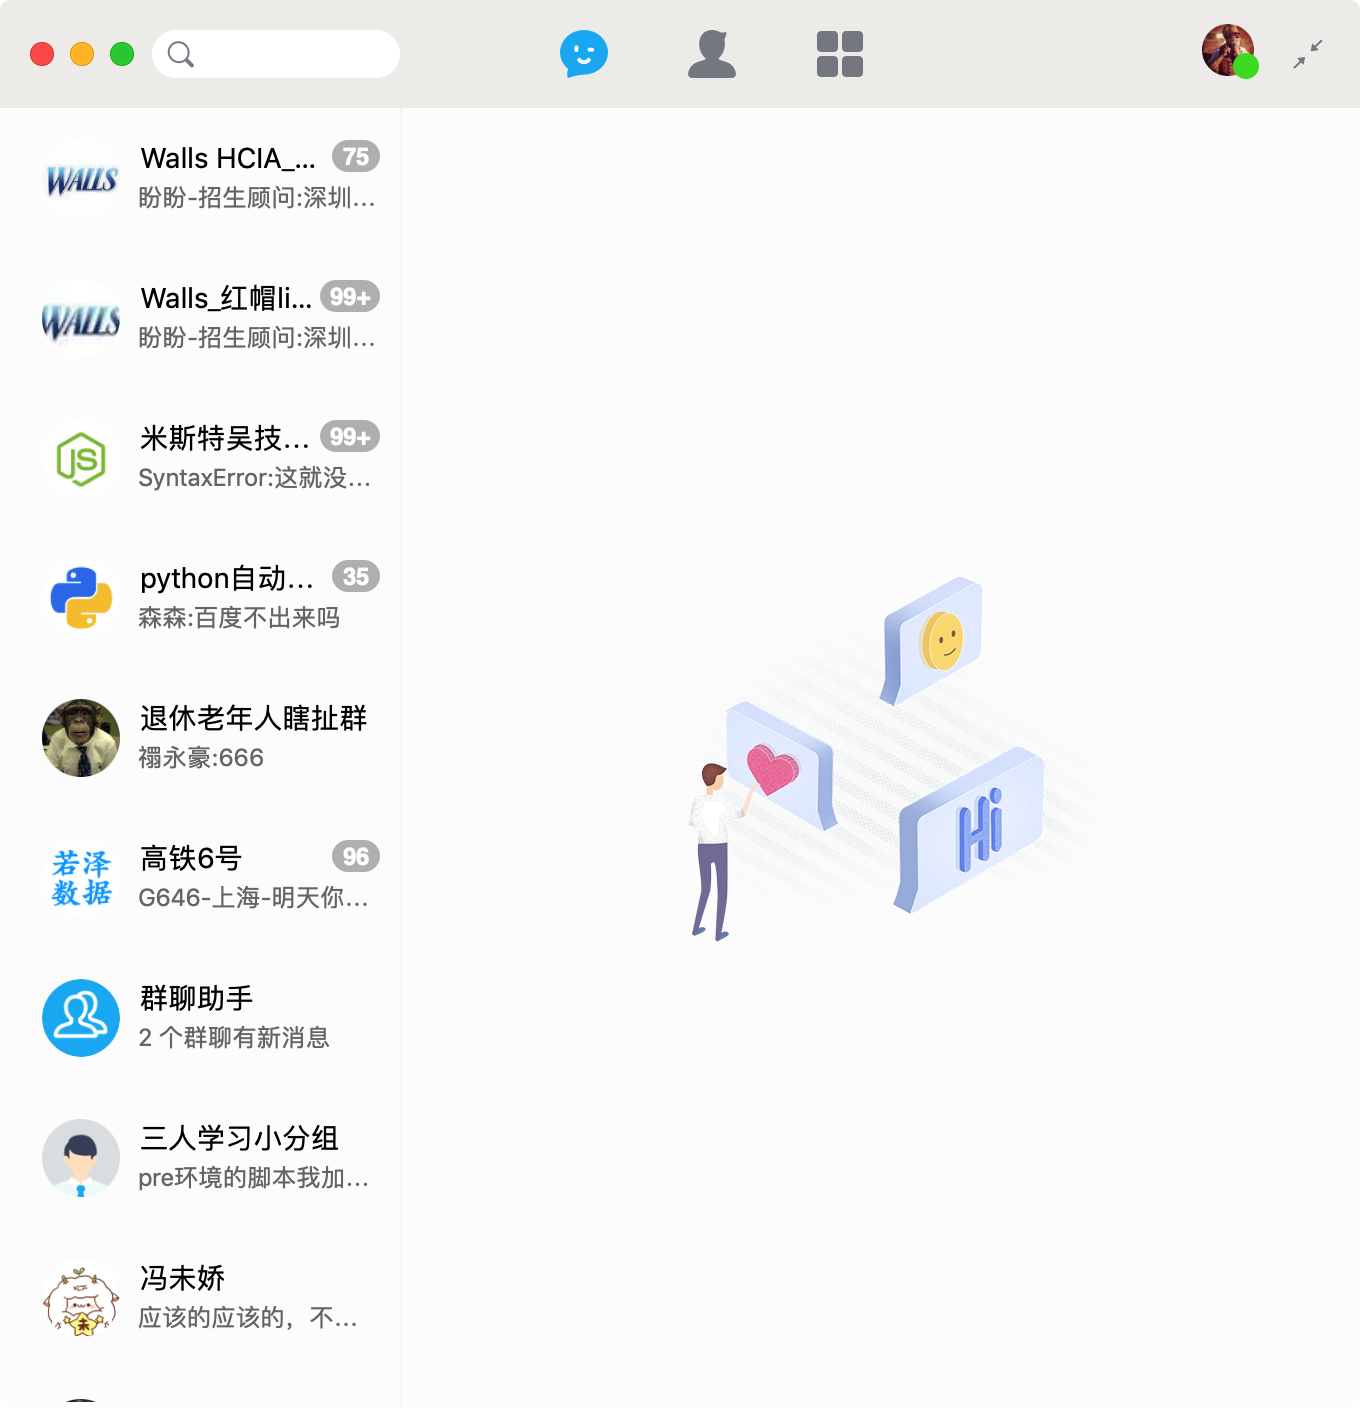 WALLS
Walls HCIA_... 75
盼盼-招生顾问:深圳...
WALLS
Walls_红帽li... 99+
盼盼-招生顾问:深圳...
JS
米斯特吴技... 99+
SyntaxError:这就没...
python自动... 35
森森:百度不出来吗
退休老年人瞎扯群
禤永豪:666
若泽
数据
高铁6号 96
G646-上海-明天你...
群聊助手
2 个群聊有新消息
三人学习小分组
pre环境的脚本我加...
未
冯未娇
应该的应该的，不...
Hi